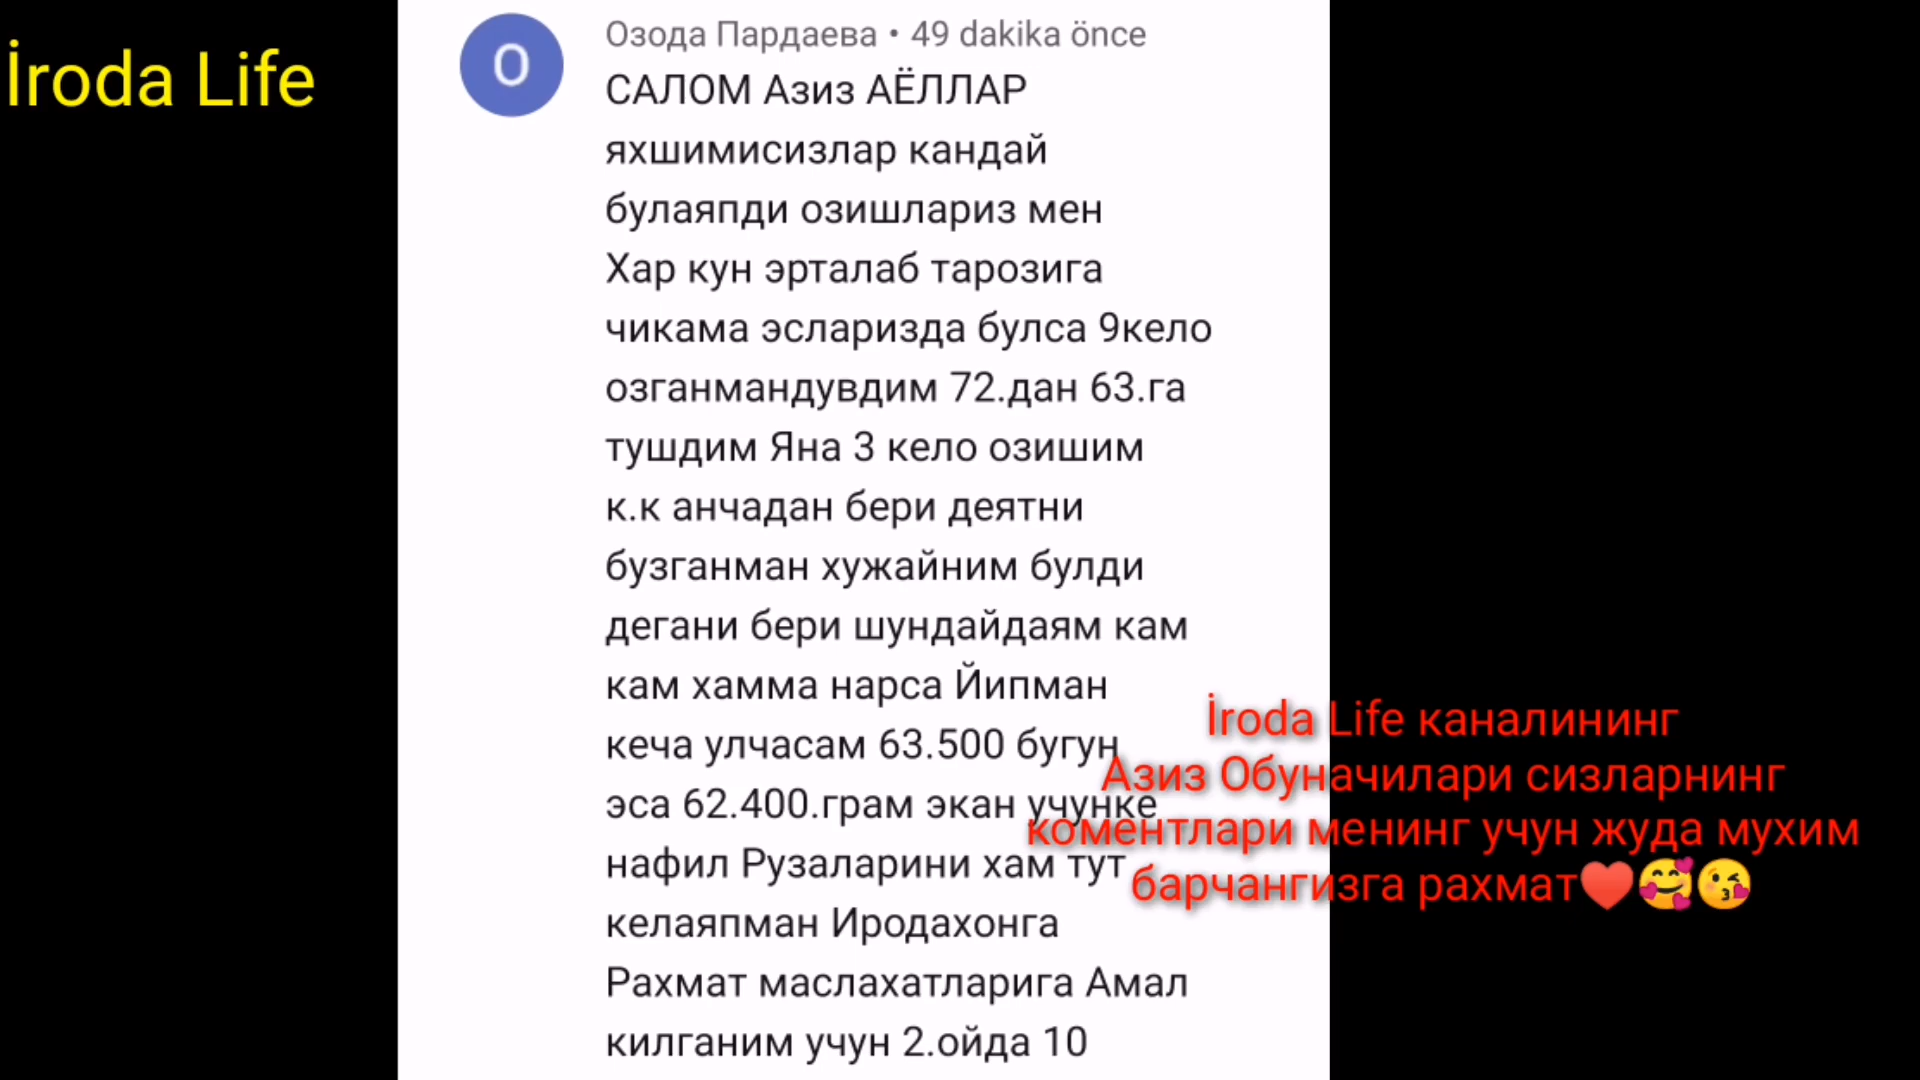 İroda Life
Озода Пардаева • 49 dakika önce
О
САЛОМ Азиз АЁЛЛАР
яхшимисизлар кандай
булаяпди озишлариз мен
Хар кун эрталаб тарозига
чикама эсларизда булса 9кело
озганмандувдим 72.дан 63.га
тушдим Яна 3 кело озишим
к.к анчадан бери деятни
бузганман хужайним булди
дегани бери шундайдаям кам
кам хамма нарса Йипман
кеча улчасам 63.500 бугун
эса 62.400.грам экан учунке
нафил Рузаларини хам тут
келаяпман Иродахонга
Рахмат маслахатларига Амал
килганим учун 2.ойда 10
İroda Life каналининг
Азиз Обуначилари сизларнинг
коментлари менинг учун жуда мухим
барчангизга рахмат❤️🥰😘